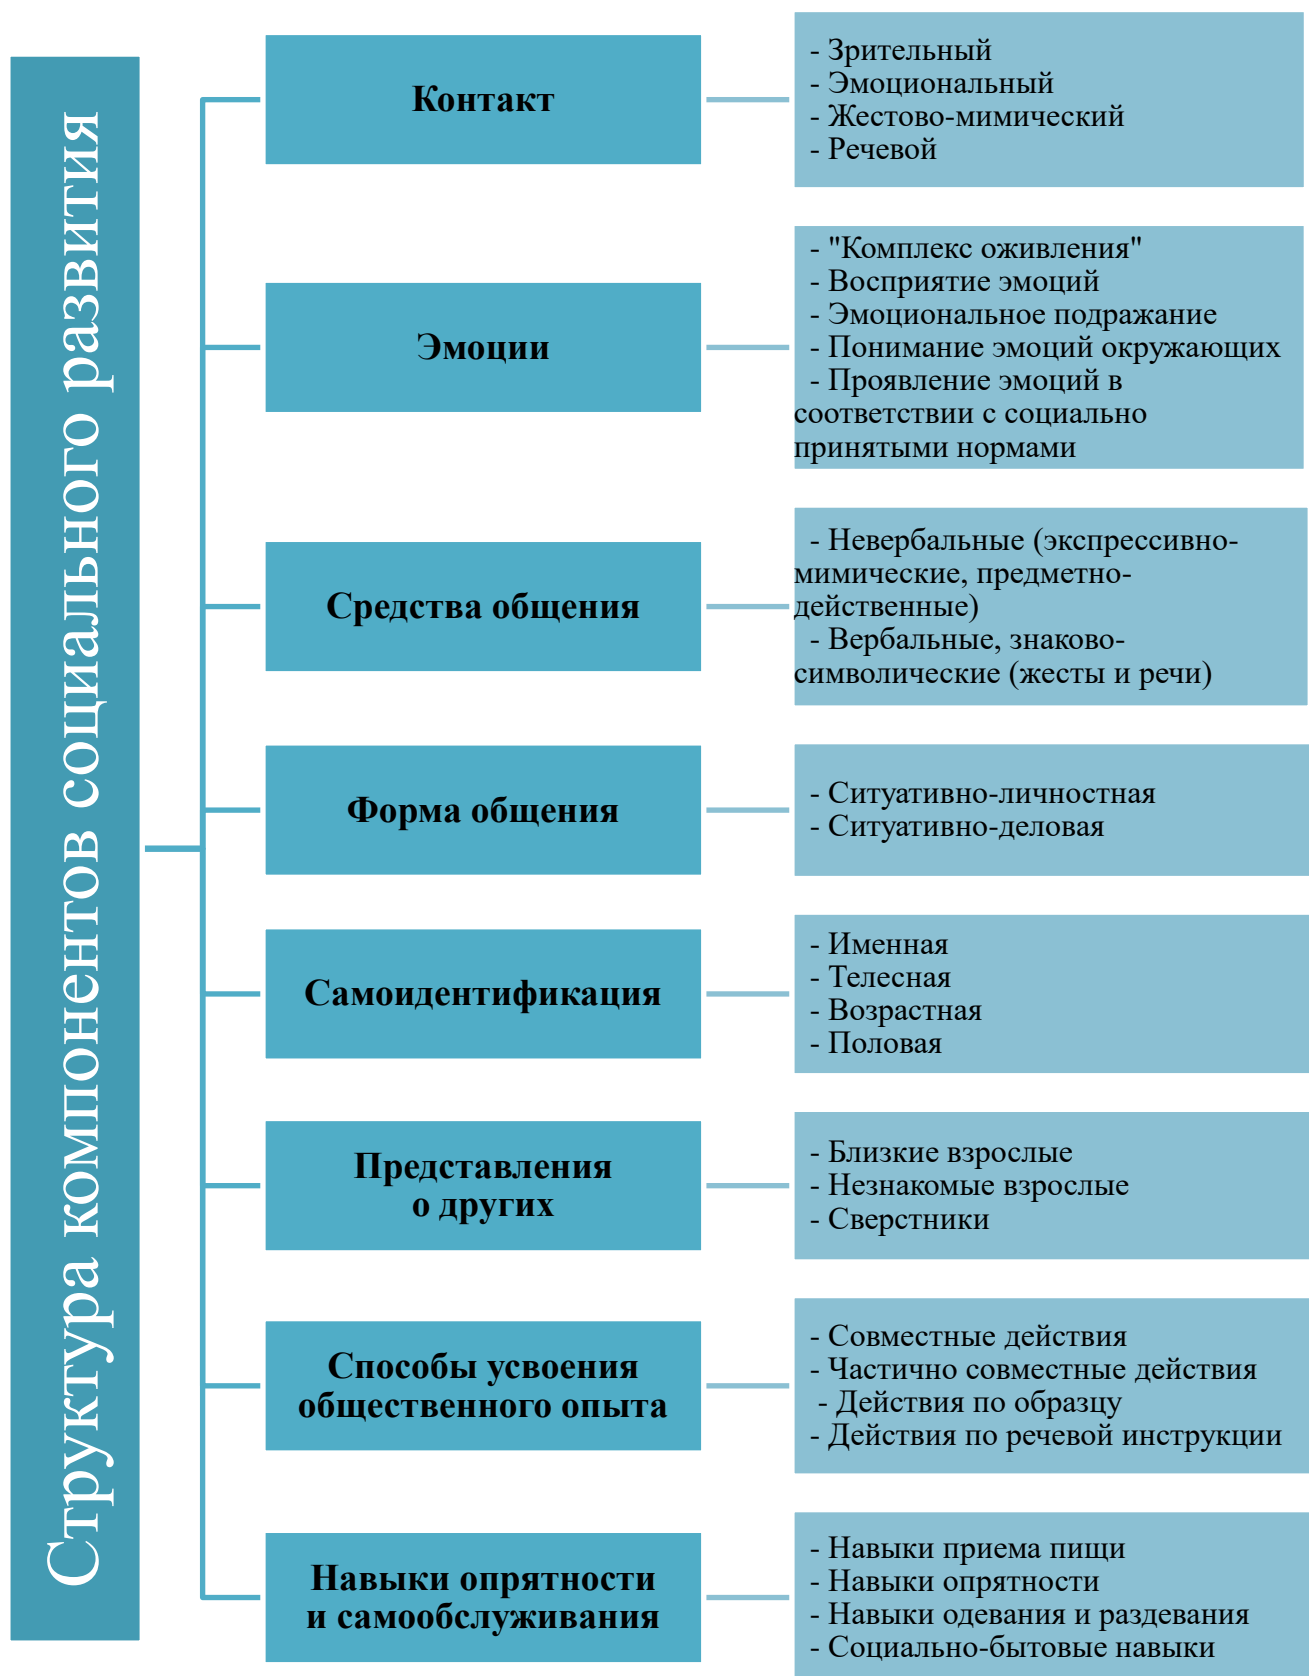 Структура компонентов социального развития
Контакт
- Зрительный
- Эмоциональный
- Жестово-мимический
- Речевой
Эмоции
- "Комплекс оживления"
- Восприятие эмоций
- Эмоциональное подражание
- Понимание эмоций окружающих
- Проявление эмоций в
соответствии с социально
принятыми нормами
Средства общения
- Невербальные (экспрессивно-
мимические, предметно-
действенные)
- Вербальные, знаково-
символические (жесты и речи)
Форма общения
- Ситуативно-личностная
- Ситуативно-деловая
Самоидентификация
- Именная
- Телесная
- Возрастная
- Половая
Представления
о других
- Близкие взрослые
- Незнакомые взрослые
- Сверстники
Способы усвоения
общественного опыта
- Совместные действия
- Частично совместные действия
- Действия по образцу
- Действия по речевой инструкции
Навыки опрятности
и самообслуживания
- Навыки приема пищи
- Навыки опрятности
- Навыки одевания и раздевания
- Социально-бытовые навыки